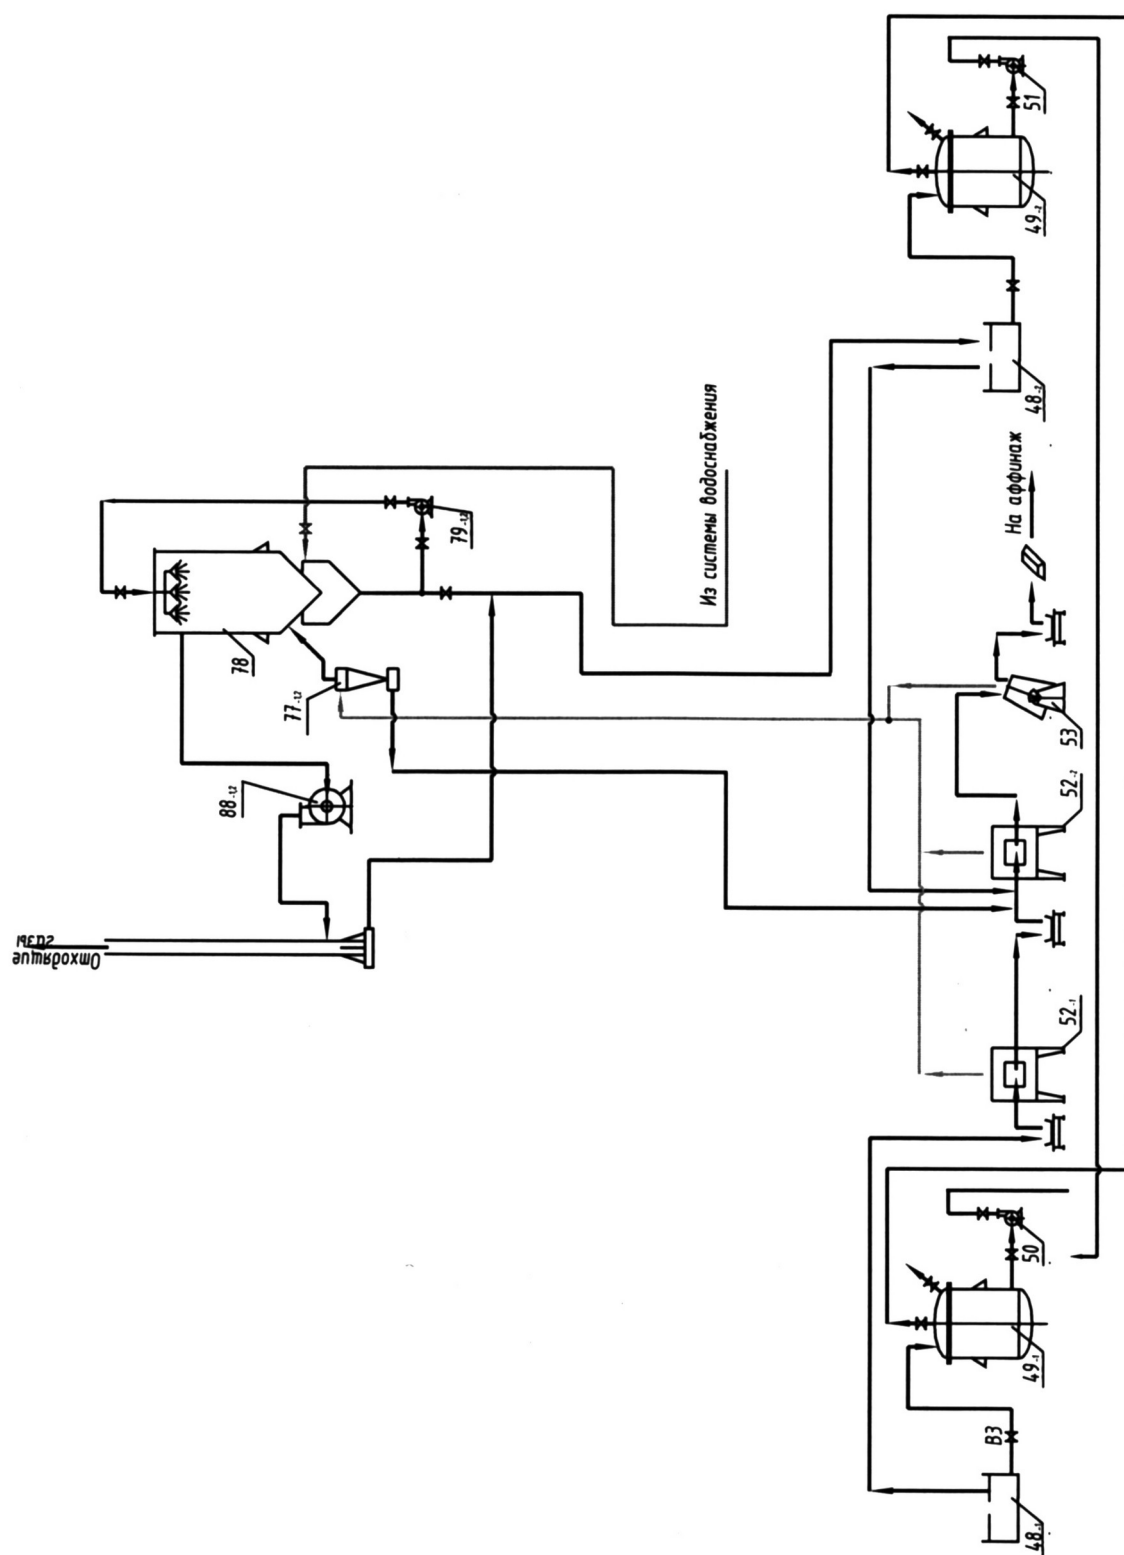 Отходящие
газы
88-1,2
78
77-1,2
79-1,2
Из системы водоснабжения
48-1
В3
49-1
50
52-1
52-2
53
На аффинаж
48-2
49-2
51